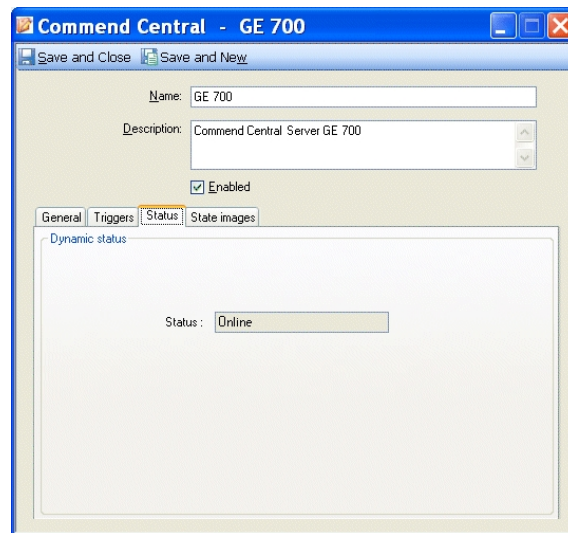 Commend Central - GE 700
Save and Close Save and New
Name: GE 700
Description: Commend Central Server GE 700
Enabled
General Triggers Status State images
Dynamic status
Status : Online